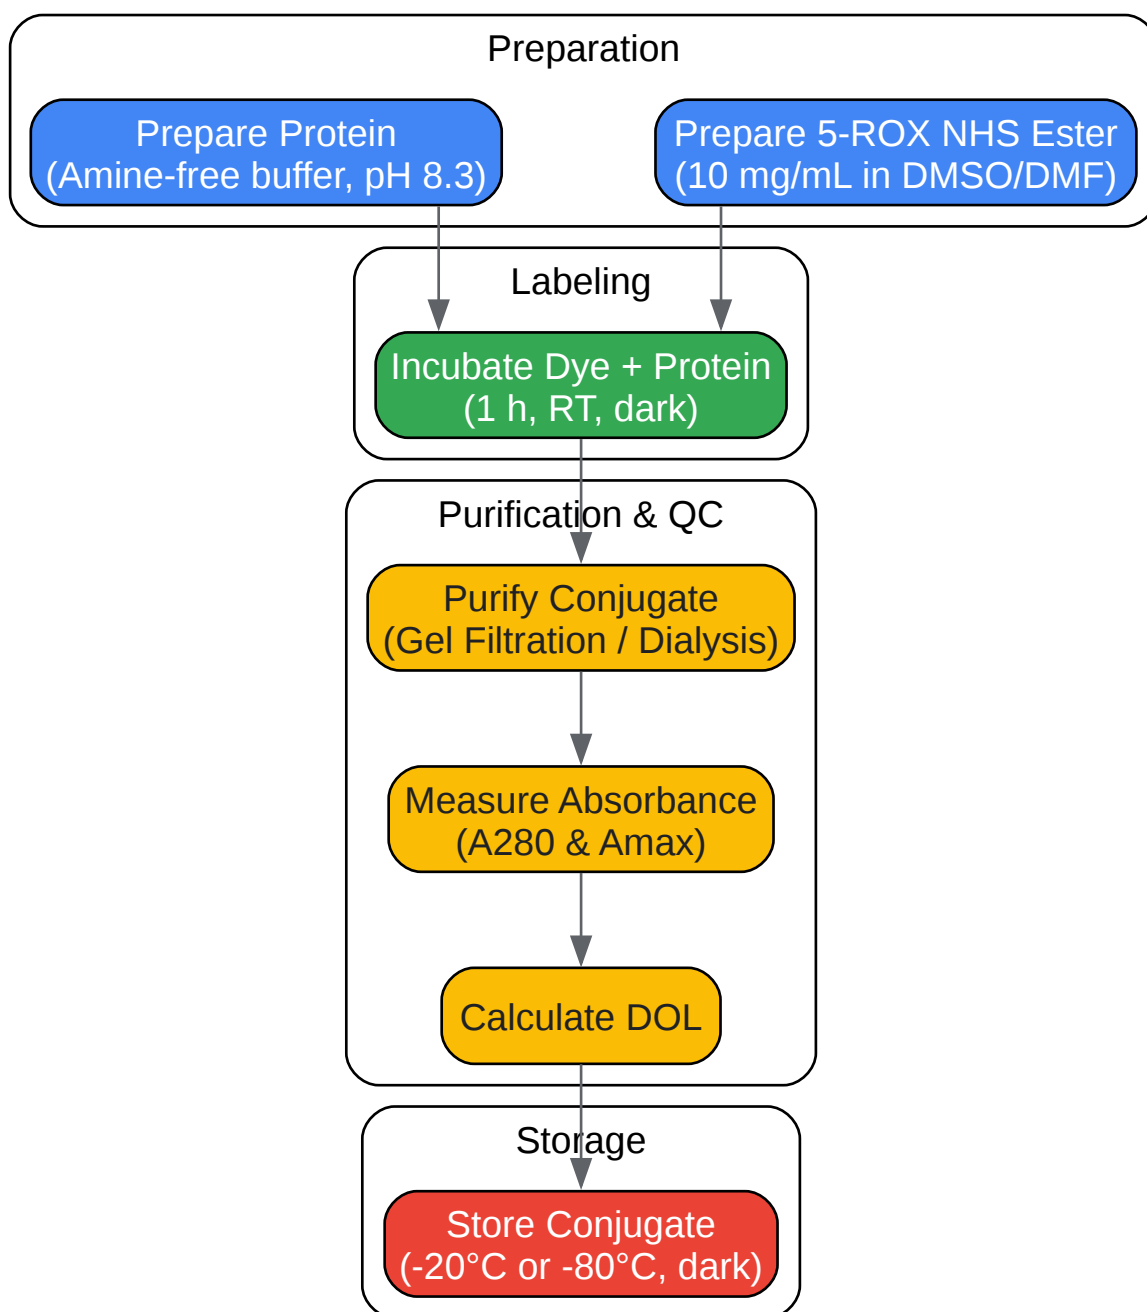 Preparation
Prepare Protein
(Amine-free buffer, pH 8.3)
Prepare 5-ROX NHS Ester
(10 mg/mL in DMSO/DMF)
Labeling
Incubate Dye + Protein
(1 h, RT, dark)
Purification & QC
Purify Conjugate
(Gel Filtration / Dialysis)
Measure Absorbance
(A280 & Amax)
Calculate DOL
Storage
Store Conjugate
(-20°C or -80°C, dark)